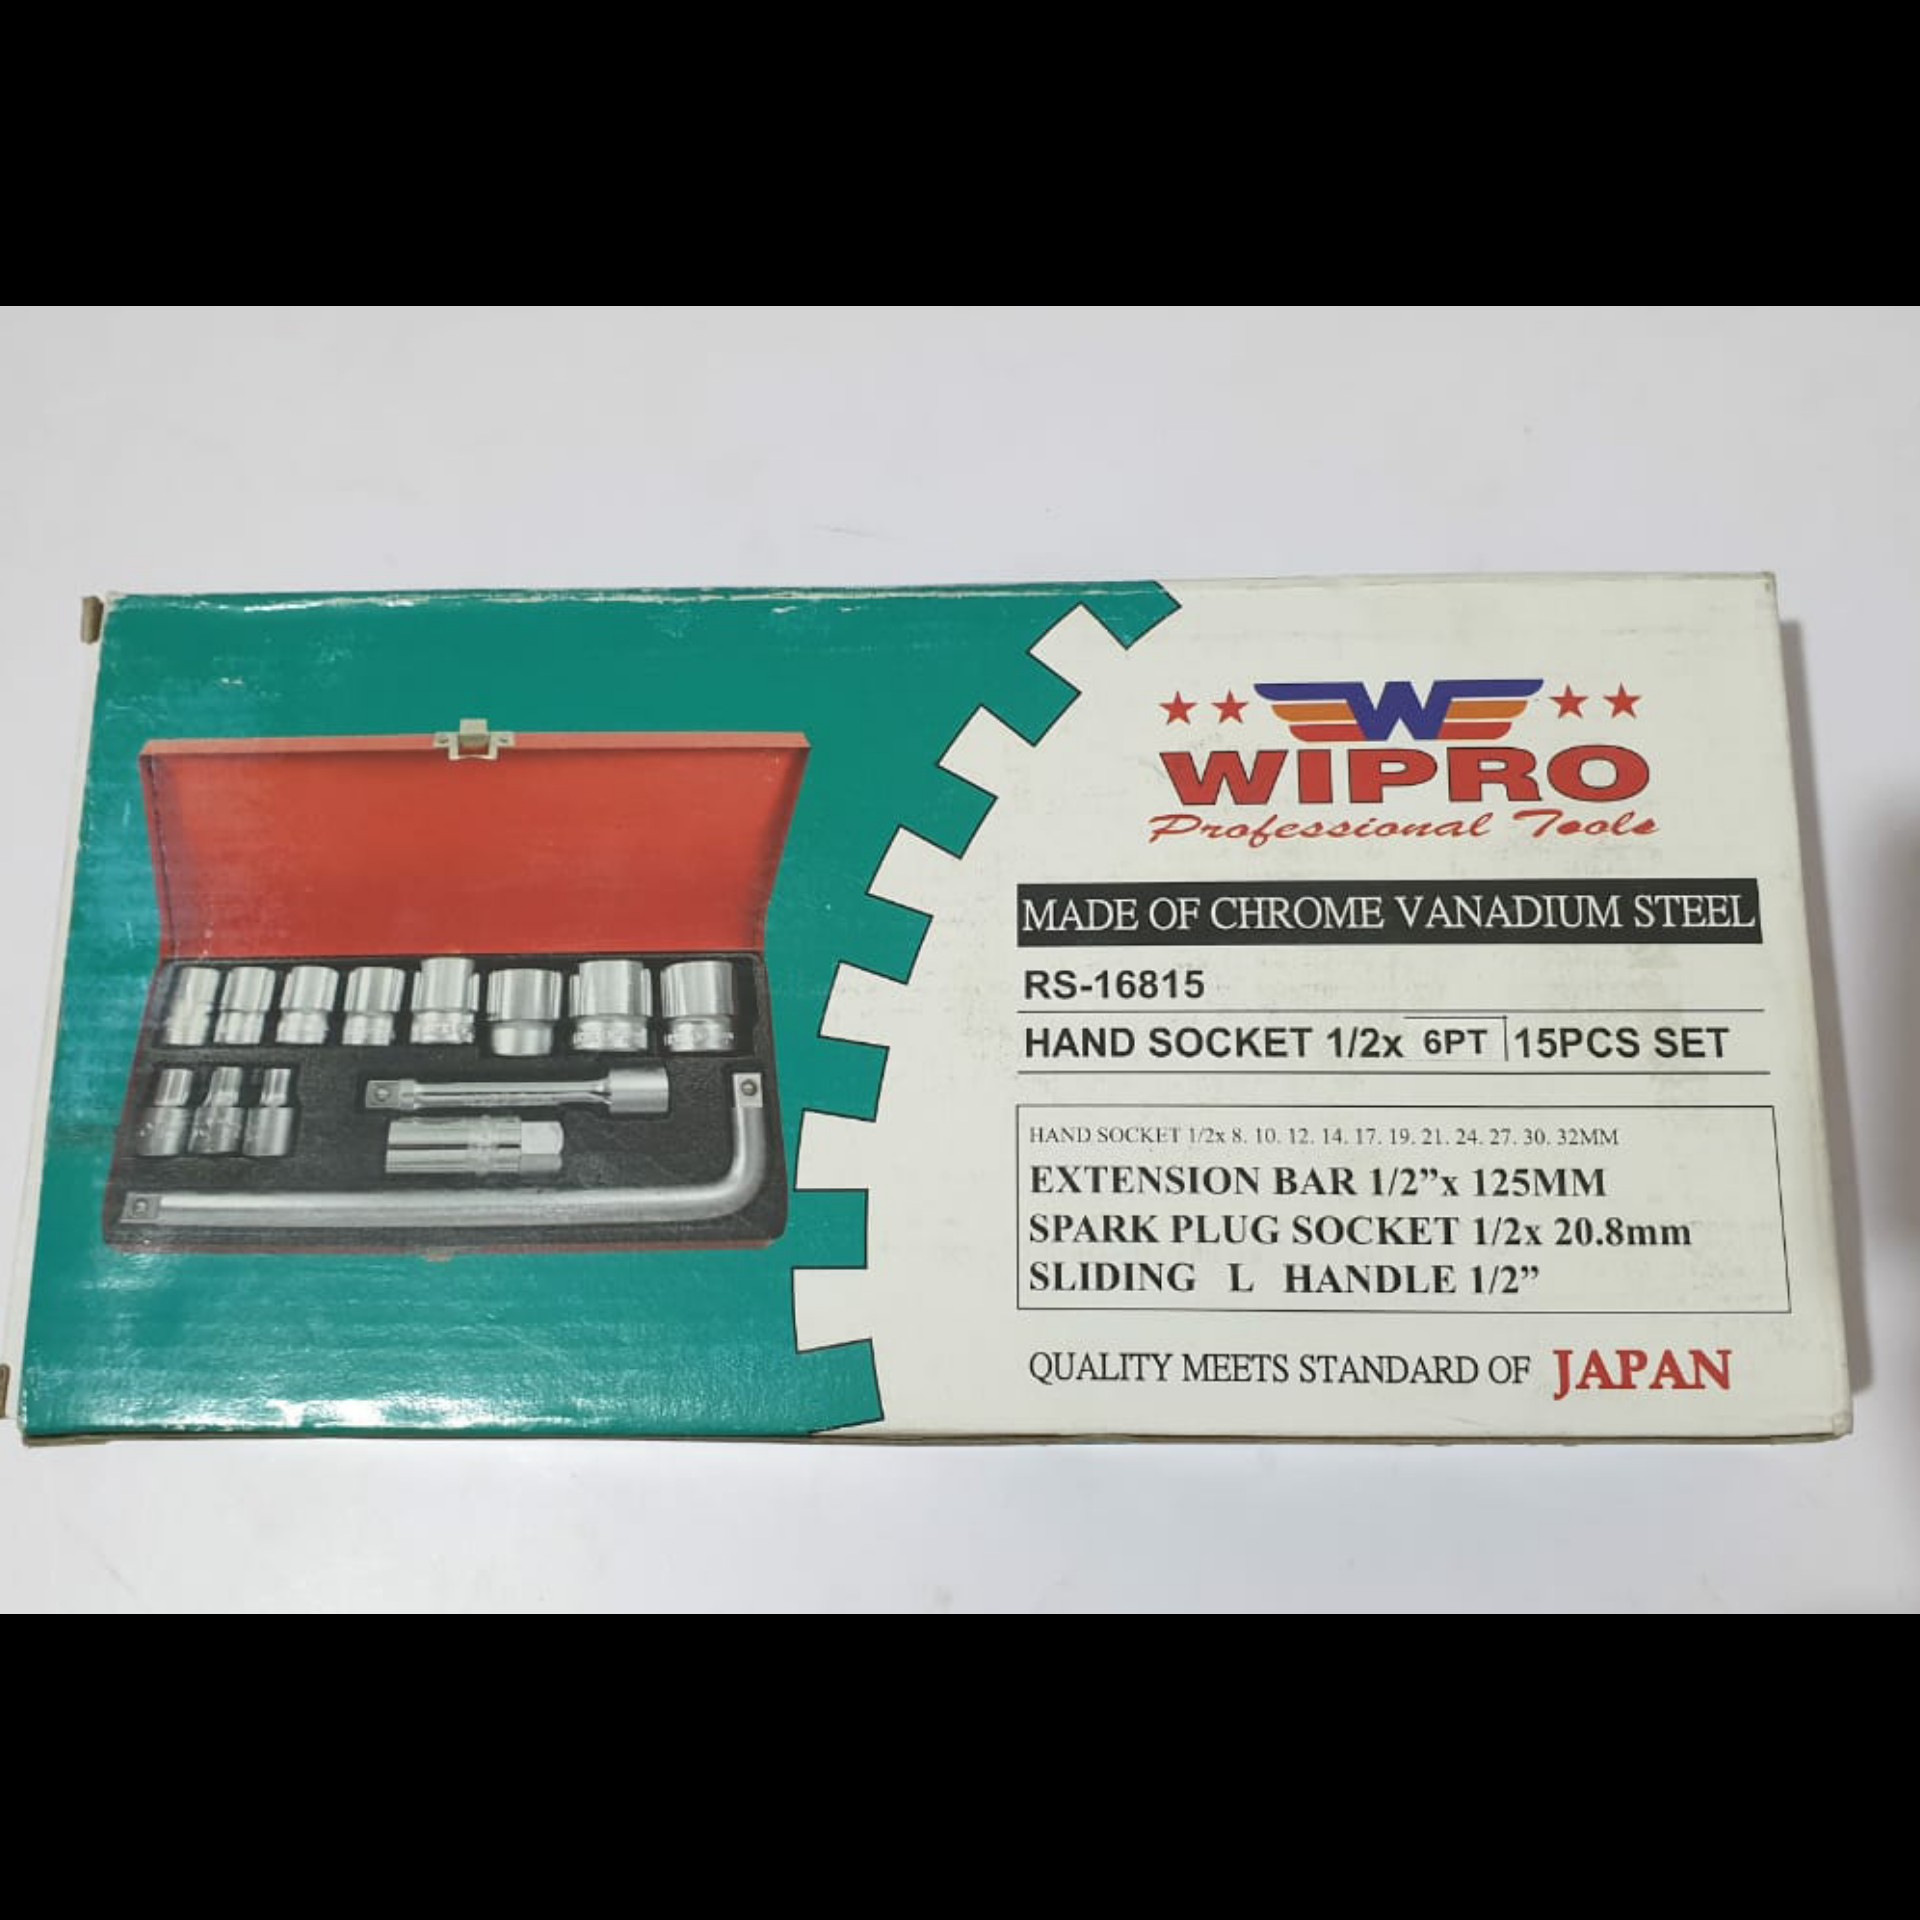 WIPRO
Professional Tools
MADE OF CHROME VANADIUM STEEL
RS-16815
HAND SOCKET 1/2x 6PT 15PCS SET
HAND SOCKET 1/2x 8. 10. 12. 14. 17. 19. 21. 24. 27. 30. 32MM
EXTENSION BAR 1/2”x 125MM
SPARK PLUG SOCKET 1/2x 20.8mm
SLIDING L HANDLE 1/2”
QUALITY MEETS STANDARD OF JAPAN